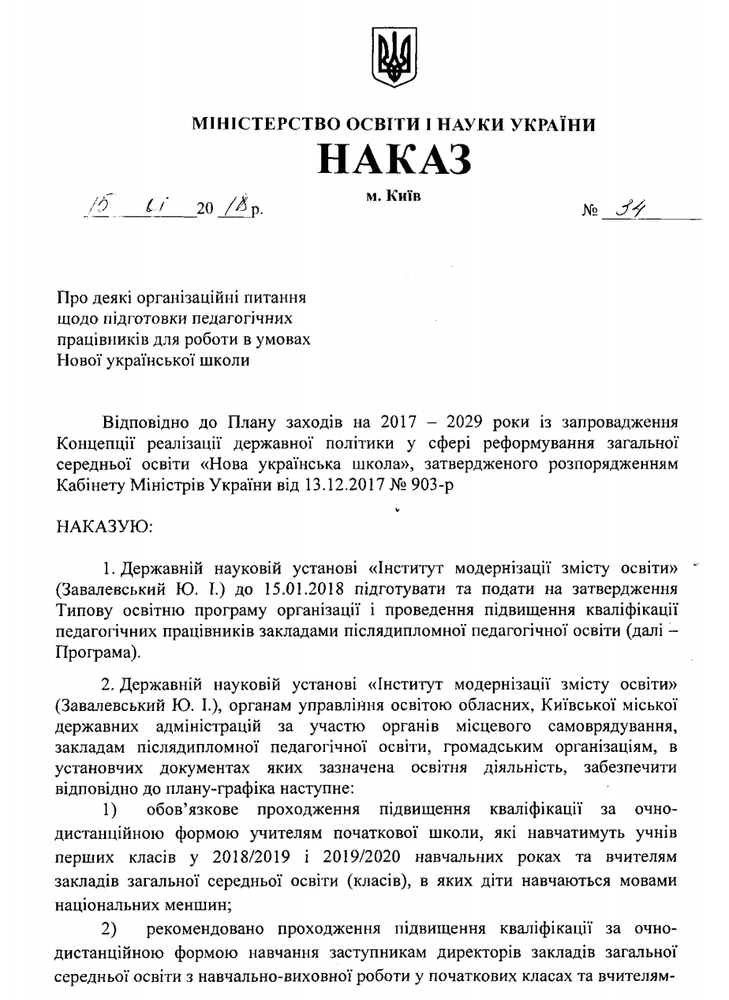 МІНІСТЕРСТВО ОСВІТИ І НАУКИ УКРАЇНИ
НАКАЗ
м. Київ
15 01 2018 р.
№ 34
Про деякі організаційні питання
щодо підготовки педагогічних
працівників для роботи в умовах
Нової української школи
Відповідно до Плану заходів на 2017 – 2029 роки із запровадження
Концепції реалізації державної політики у сфері реформування загальної
середньої освіти «Нова українська школа», затвердженого розпорядженням
Кабінету Міністрів України від 13.12.2017 № 903-р
НАКАЗУЮ:
1. Державній науковій установі «Інститут модернізації змісту освіти»
(Завалевський Ю. І.) до 15.01.2018 підготувати та подати на затвердження
Типову освітню програму організації і проведення підвищення кваліфікації
педагогічних працівників закладами післядипломної педагогічної освіти (далі –
Програма).
2. Державній науковій установі «Інститут модернізації змісту освіти»
(Завалевський Ю. І.), органам управління освітою обласних, Київської міської
державних адміністрацій за участю органів місцевого самоврядування,
закладам післядипломної педагогічної освіти, громадським організаціям, в
установчих документах яких зазначена освітня діяльність, забезпечити
відповідно до плану-графіка наступне:
1) обов’язкове проходження підвищення кваліфікації за очно-
дистанційною формою учителям початкової школи, які навчатимуть учнів
перших класів у 2018/2019 і 2019/2020 навчальних роках та вчителям
закладів загальної середньої освіти (класів), в яких діти навчаються мовами
національних меншин;
2) рекомендовано проходження підвищення кваліфікації за очно-
дистанційною формою навчання заступникам директорів закладів загальної
середньої освіти з навчально-виховної роботи у початкових класах та вчителям-